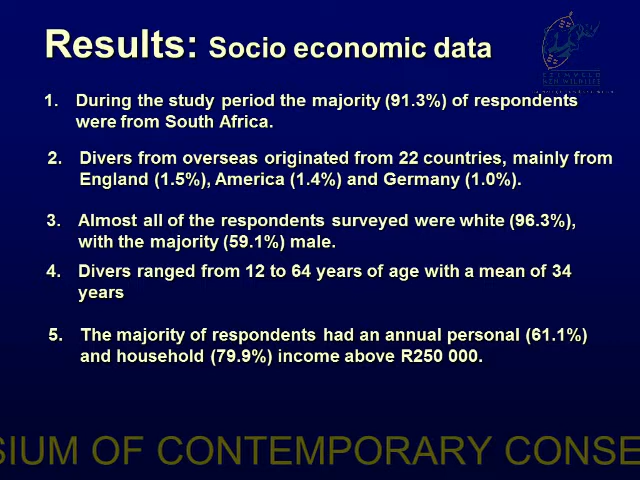 Results: Socio economic data
1. During the study period the majority (91.3%) of respondents
were from South Africa.
2. Divers from overseas originated from 22 countries, mainly from
England (1.5%), America (1.4%) and Germany (1.0%).
3. Almost all of the respondents surveyed were white (96.3%),
with the majority (59.1%) male.
4. Divers ranged from 12 to 64 years of age with a mean of 34
years
5. The majority of respondents had an annual personal (61.1%)
and household (79.9%) income above R250 000.
SIUM OF CONTEMPORARY CONSE